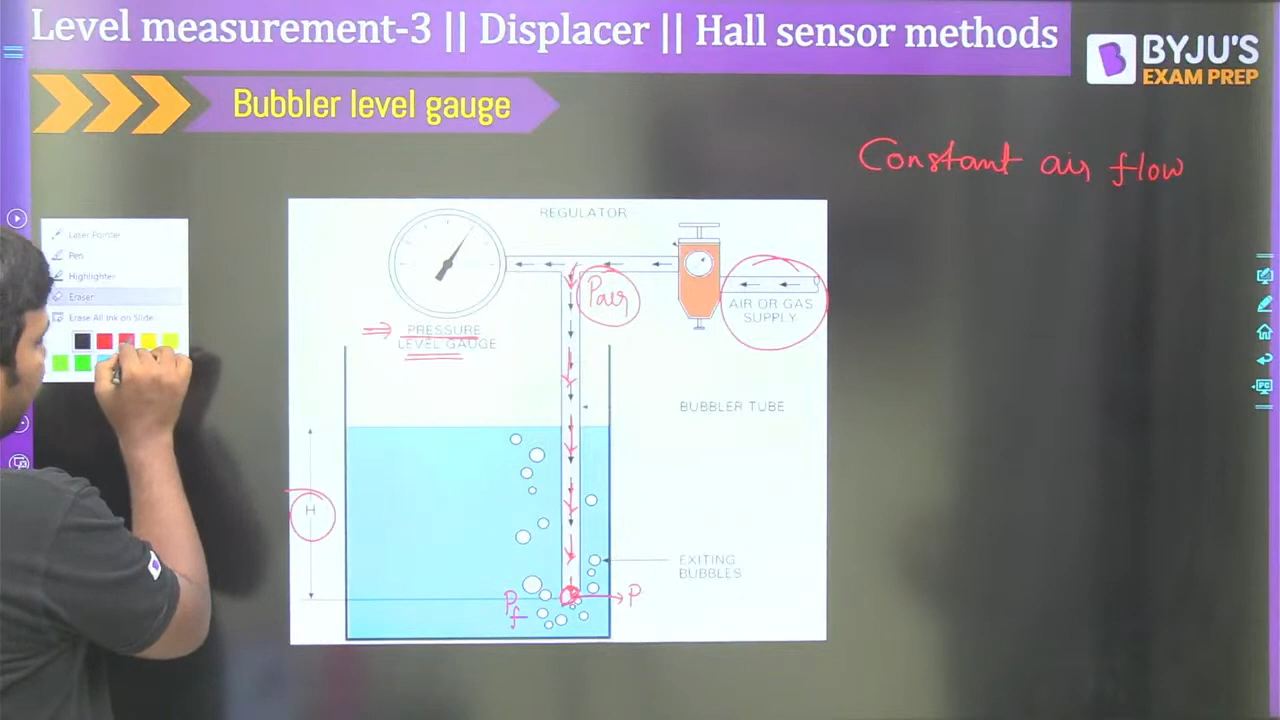 Level measurement-3 || Displacer || Hall sensor methods
BYJU'S
EXAM PREP
Bubbler level gauge
Constant air flow
REGULATOR
Laser Pointer
Pen
Highlighter
Eraser
Erase All Ink on Slide
Pair
AIR OR GAS
SUPPLY
PRESSURE
LEVEL GAUGE
BUBBLER TUBE
H
EXITING
BUBBLES
Pf
P
PC